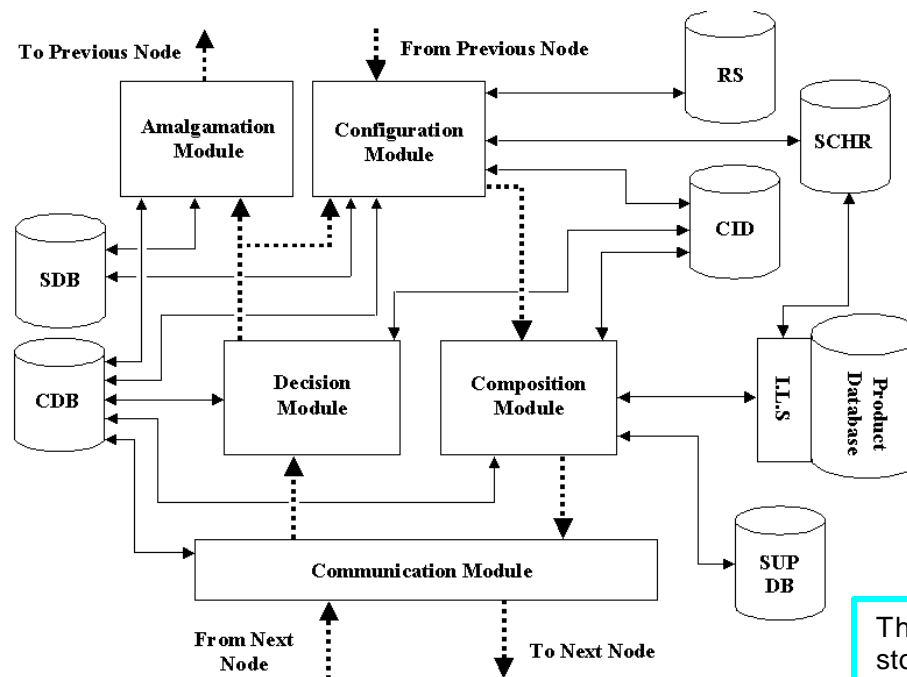 To Previous Node
From Previous Node
RS
Amalgamation
Module
Configuration
Module
SCHR
CID
SDB
CDB
Decision
Module
Composition
Module
I.I.S
Product
Database
Communication Module
SUP
DB
From Next
Node
To Next Node
Th